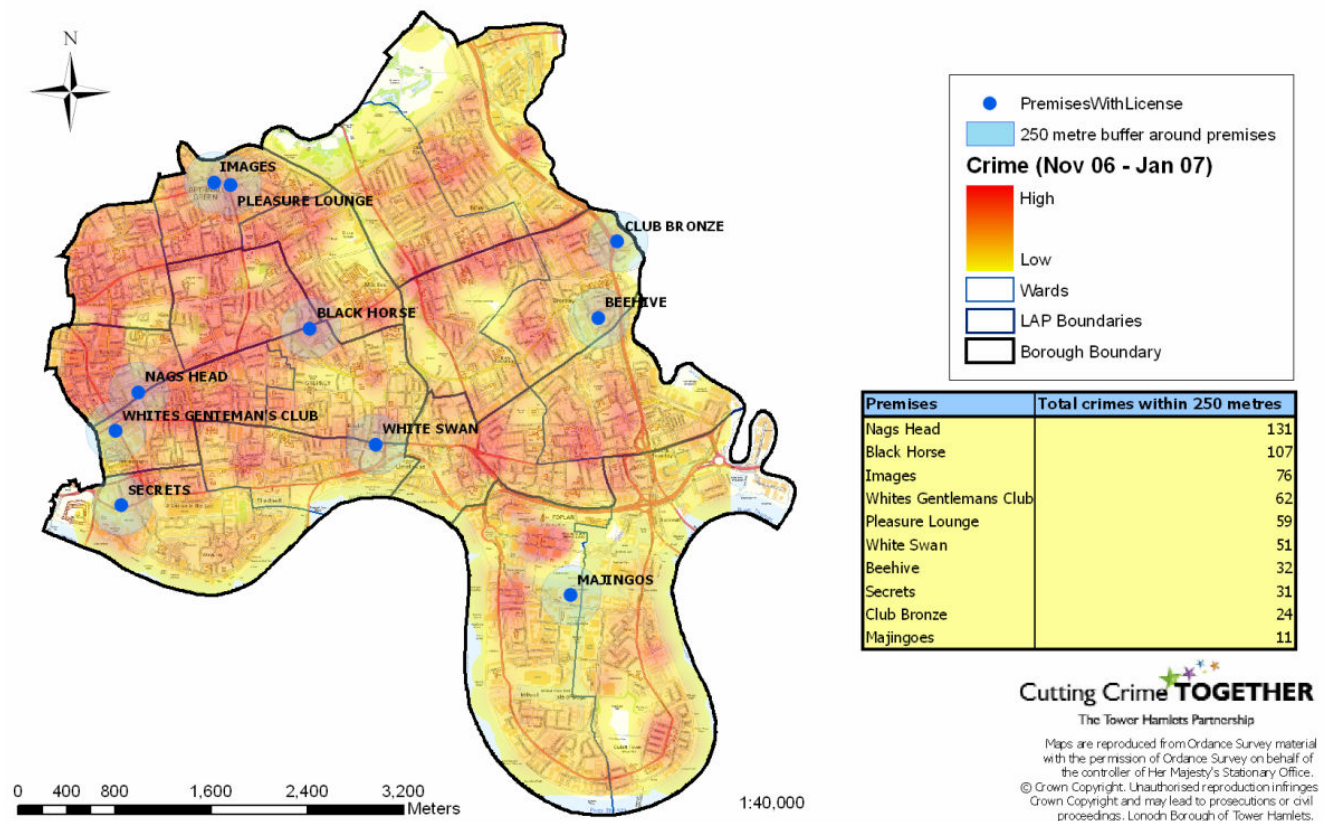 N
IMAGES
PLEASURE LOUNGE
CLUB BRONZE
BEEHIVE
BLACK HORSE
NAGS HEAD
WHITES GENTEMAN'S CLUB
WHITE SWAN
SECRETS
MAJINGOS
0 400 800 1,600 2,400 3,200
Meters
1:40,000
PremisesWithLicense
250 metre buffer around premises
Crime (Nov 06 - Jan 07)
High
Low
Wards
LAP Boundaries
Borough Boundary
Premises Total crimes within 250 metres
Nags Head 131
Black Horse 107
Images 76
Whites Gentlemans Club 62
Pleasure Lounge 59
White Swan 51
Beehive 32
Secrets 31
Club Bronze 24
Majingoes 11
Cutting Crime TOGETHER
The Tower Hamlets Partnership
Maps are reproduced from Ordance Survey material
with the permission of Ordance Survey on behalf of
the controller of Her Majesty's Stationary Office.
© Crown Copyright. Unauthorised reproduction infringes
Crown Copyright and may lead to prosecutions or civil
proceedings. Lonodn Borough of Tower Hamlets.